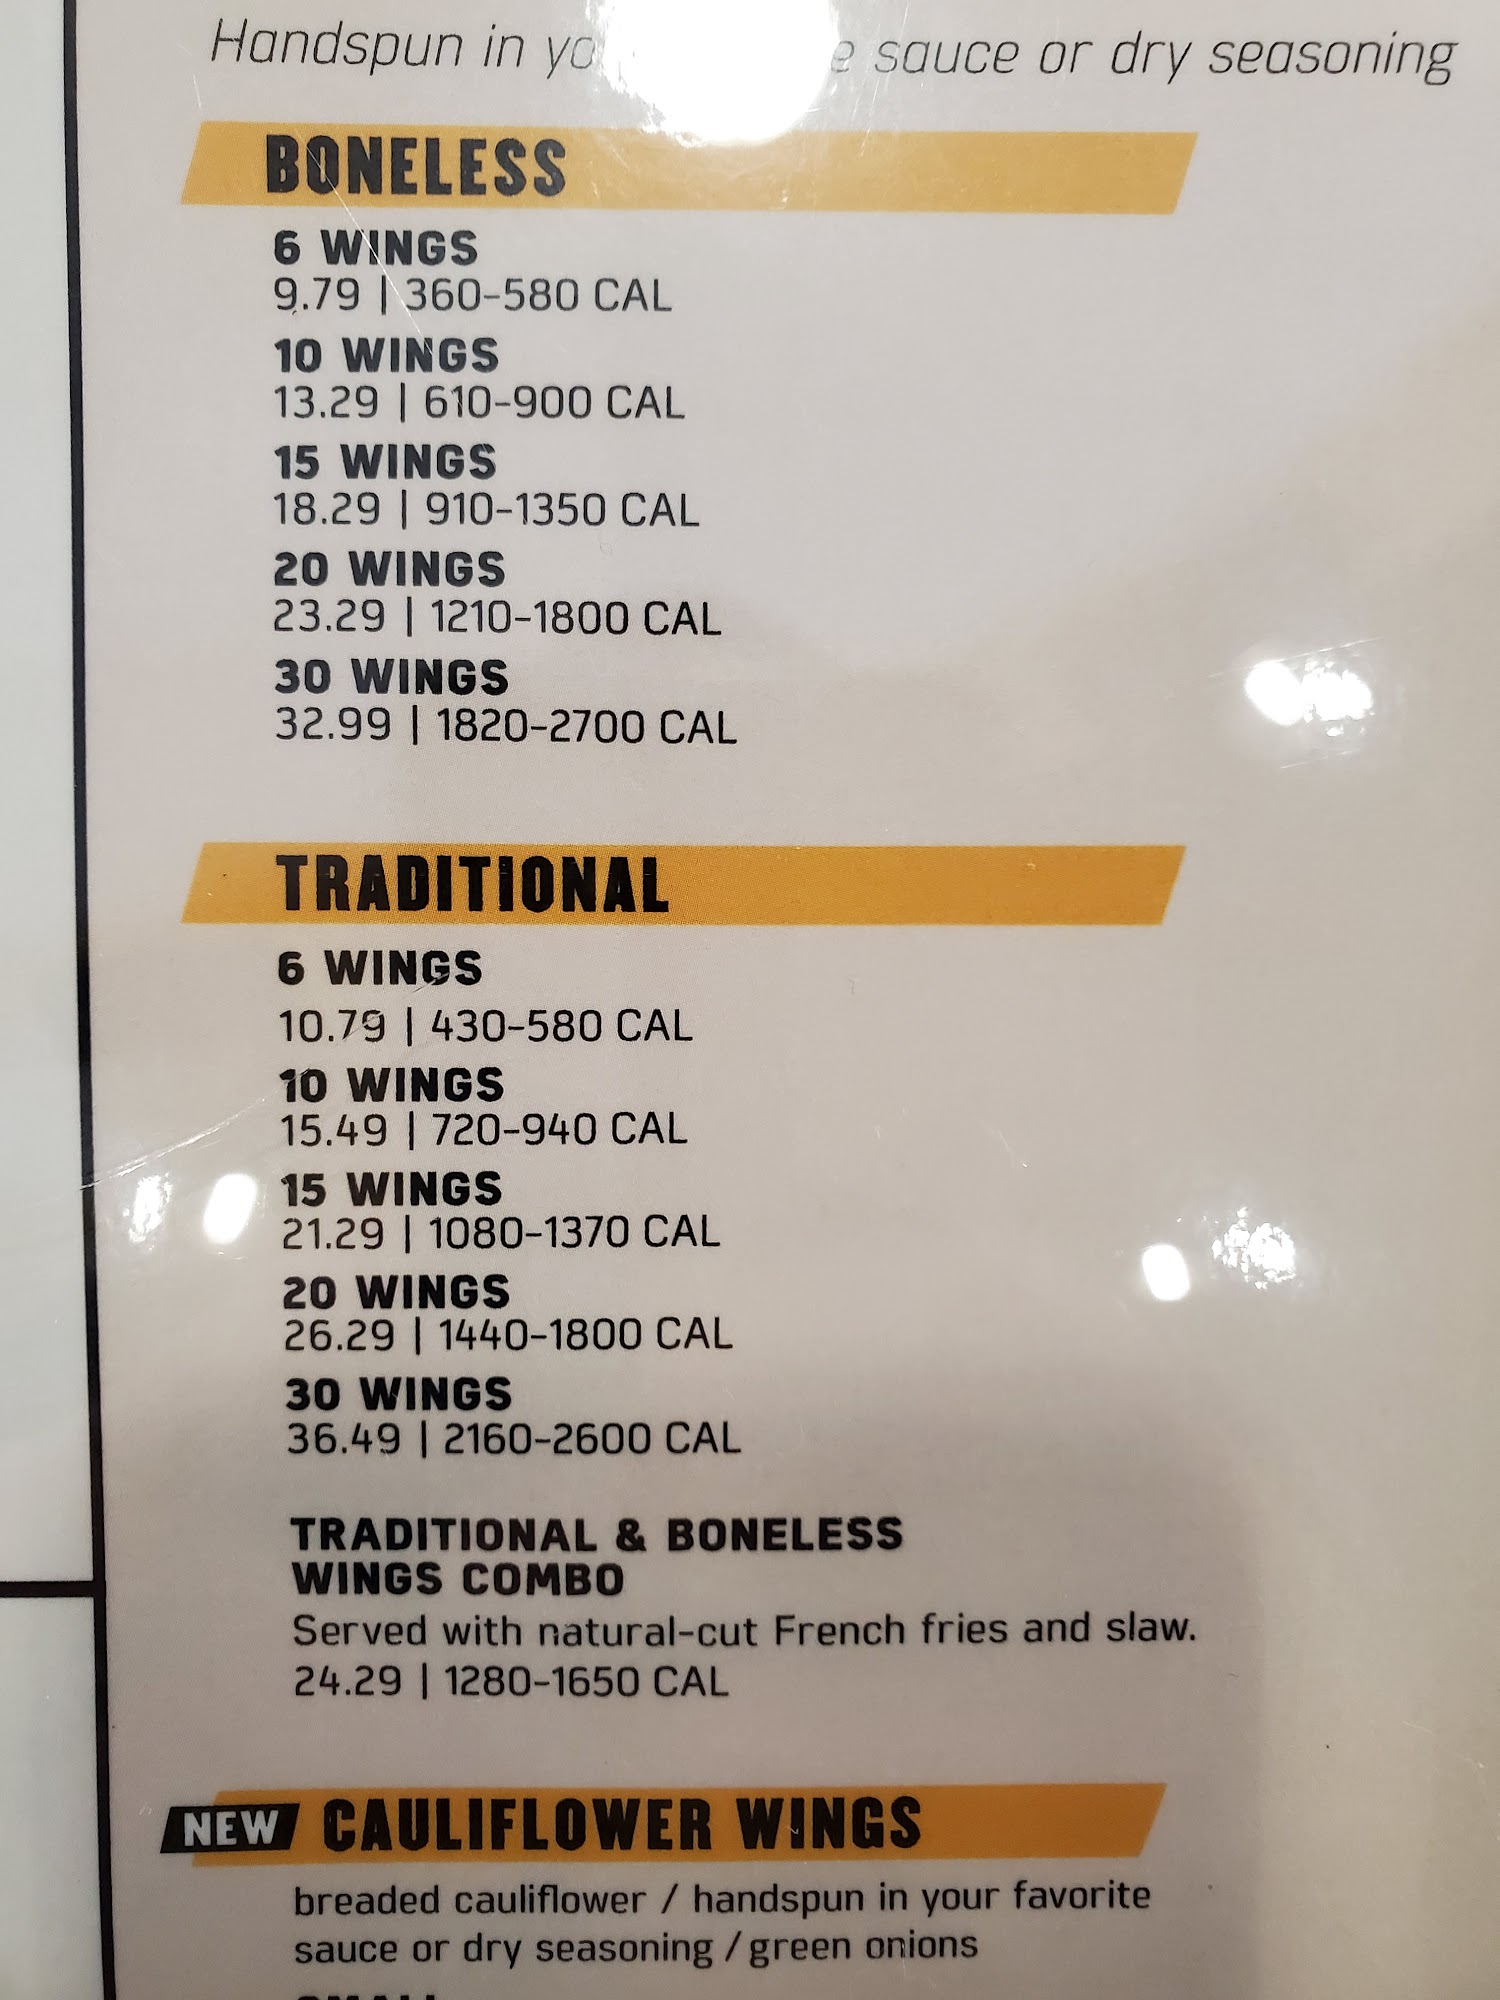 Handspun in sauce or dry seasoning
BONELESS
6 WINGS
9.79 | 360-580 CAL
10 WINGS
13.29 | 610-900 CAL
15 WINGS
18.29 | 910-1350 CAL
20 WINGS
23.29 | 1210-1800 CAL
30 WINGS
32.99 | 1820-2700 CAL
TRADITIONAL
6 WINGS
10.79 | 430-580 CAL
10 WINGS
15.49 | 720-940 CAL
15 WINGS
21.29 | 1080-1370 CAL
20 WINGS
26.29 | 1440-1800 CAL
30 WINGS
36.49 | 2160-2600 CAL
TRADITIONAL & BONELESS
WINGS COMBO
Served with natural-cut French fries and slaw.
24.29 | 1280-1650 CAL
NEW CAULIFLOWER WINGS
breaded cauliflower / handspun in your favorite
sauce or dry seasoning / green onions